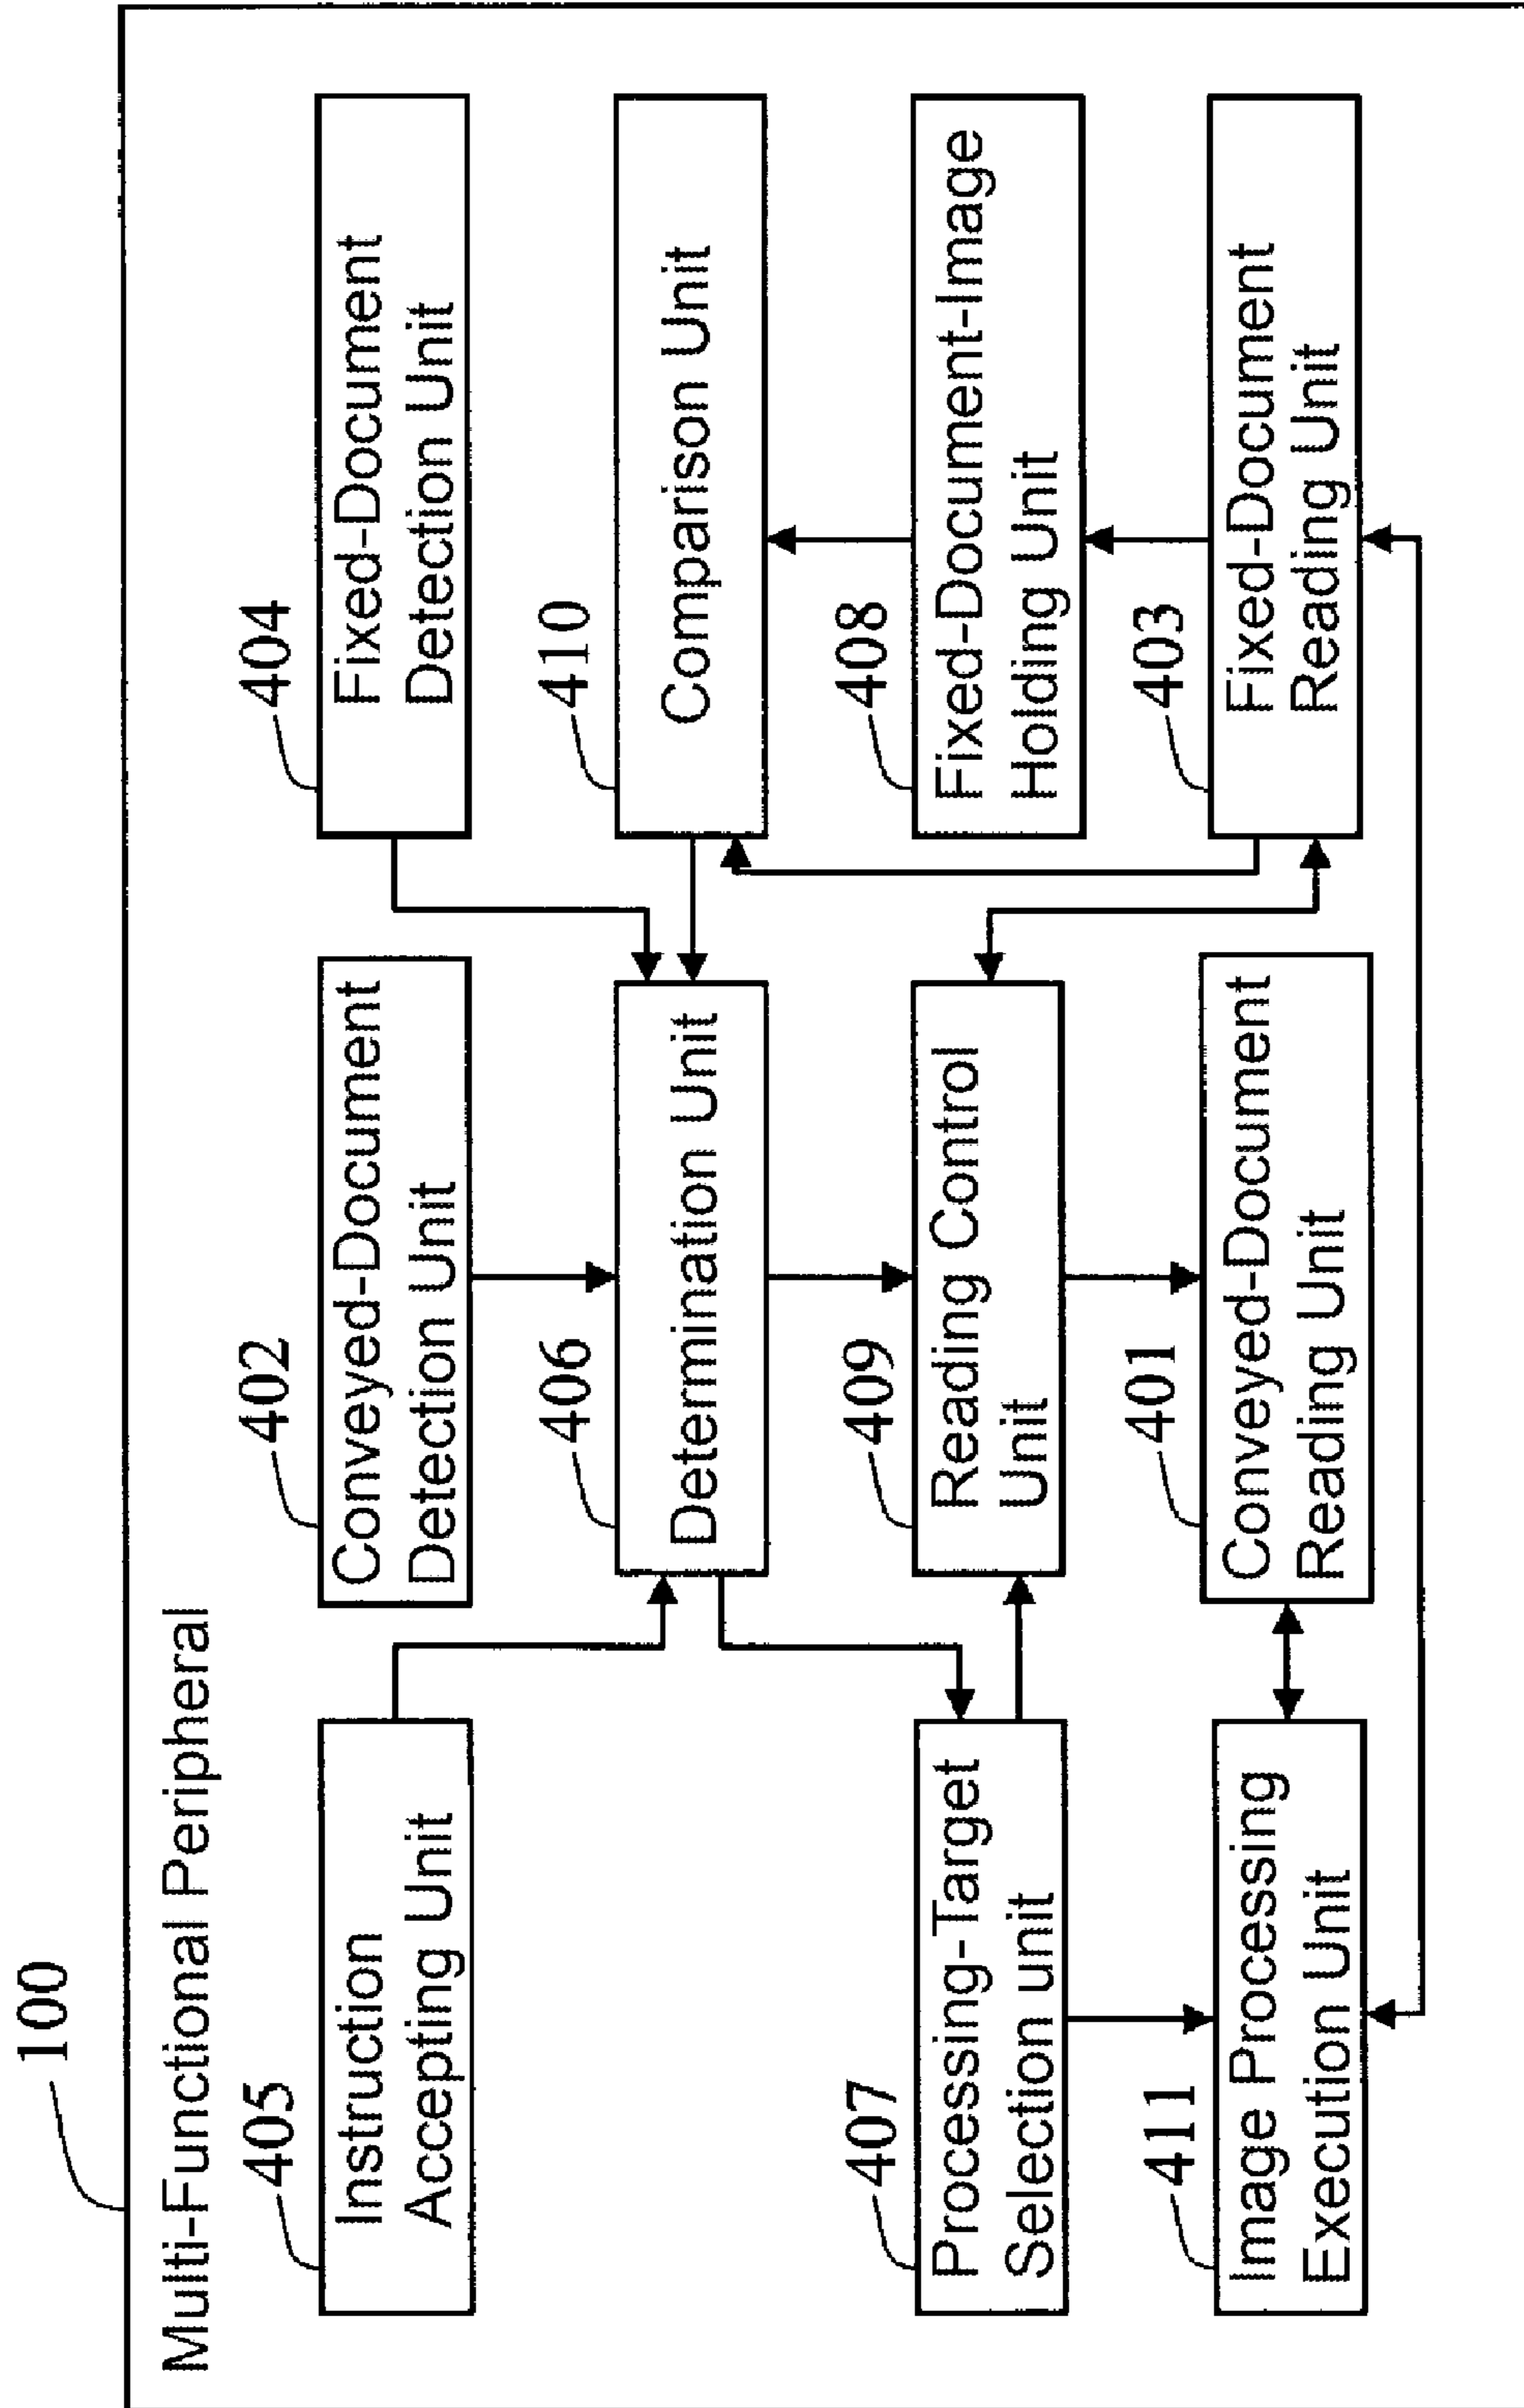 100
Multi-Functional Peripheral
405
Instruction
Accepting Unit
402
Conveyed-Document
Detection Unit
404
Fixed-Document
Detection Unit
406
Determination Unit
410
Comparison Unit
407
Processing-Target
Selection unit
409
Reading Control
Unit
408
Fixed-Document-Image
Holding Unit
411
Image Processing
Execution Unit
401
Conveyed-Document
Reading Unit
403
Fixed-Document
Reading Unit